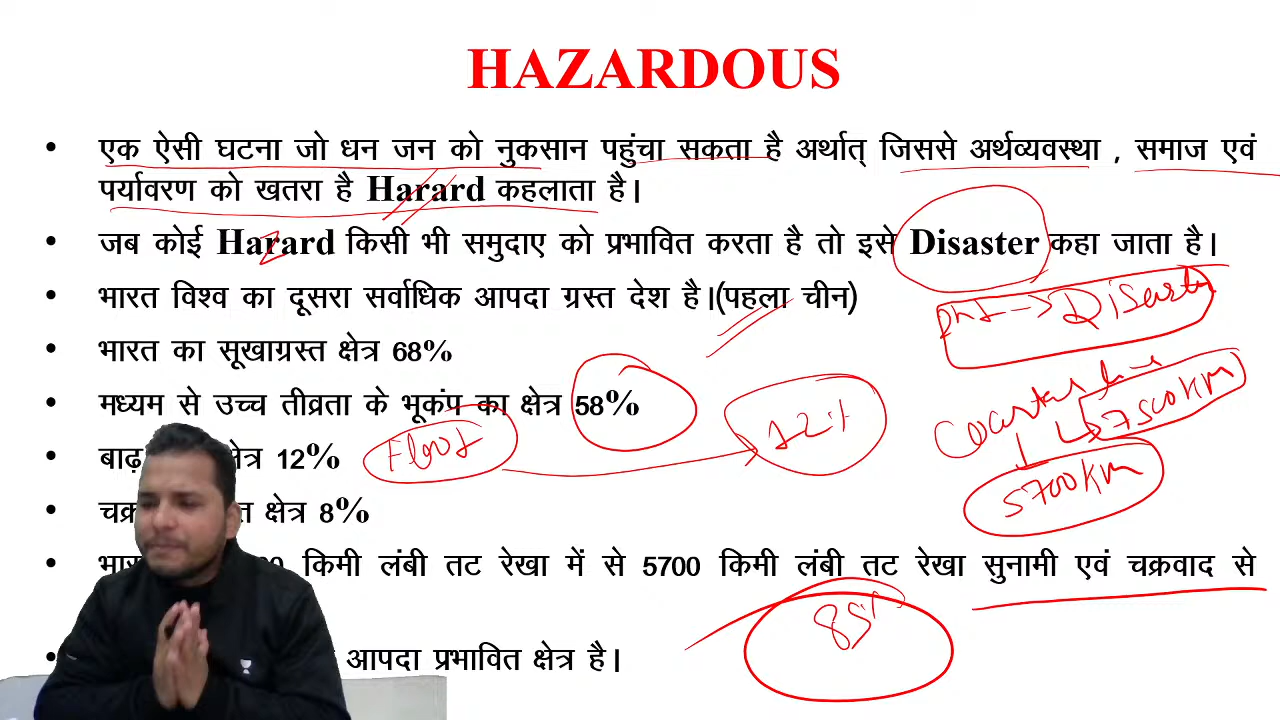 HAZARDOUS
• एक ऐसी घटना जो धन जन को नुकसान पहुंचा सकता है अर्थात् जिससे अर्थव्यवस्था , समाज एवं
पर्यावरण को खतरा है Harard कहलाता है।
• जब कोई Harard किसी भी समुदाए को प्रभावित करता है तो इसे Disaster कहा जाता है।
• भारत विश्व का दूसरा सर्वाधिक आपदा ग्रस्त देश है।(पहला चीन)
• भारत का सूखाग्रस्त क्षेत्र 68%
• मध्यम से उच्च तीव्रता के भूकंप का क्षेत्र 58%
• बाढ़ क्षेत्र 12%
• क्षेत्र 8%
किमी लंबी तट रेखा में से 5700 किमी लंबी तट रेखा सुनामी एवं चक्रवाद से
आपदा प्रभावित क्षेत्र है।
7500KM
5700KM